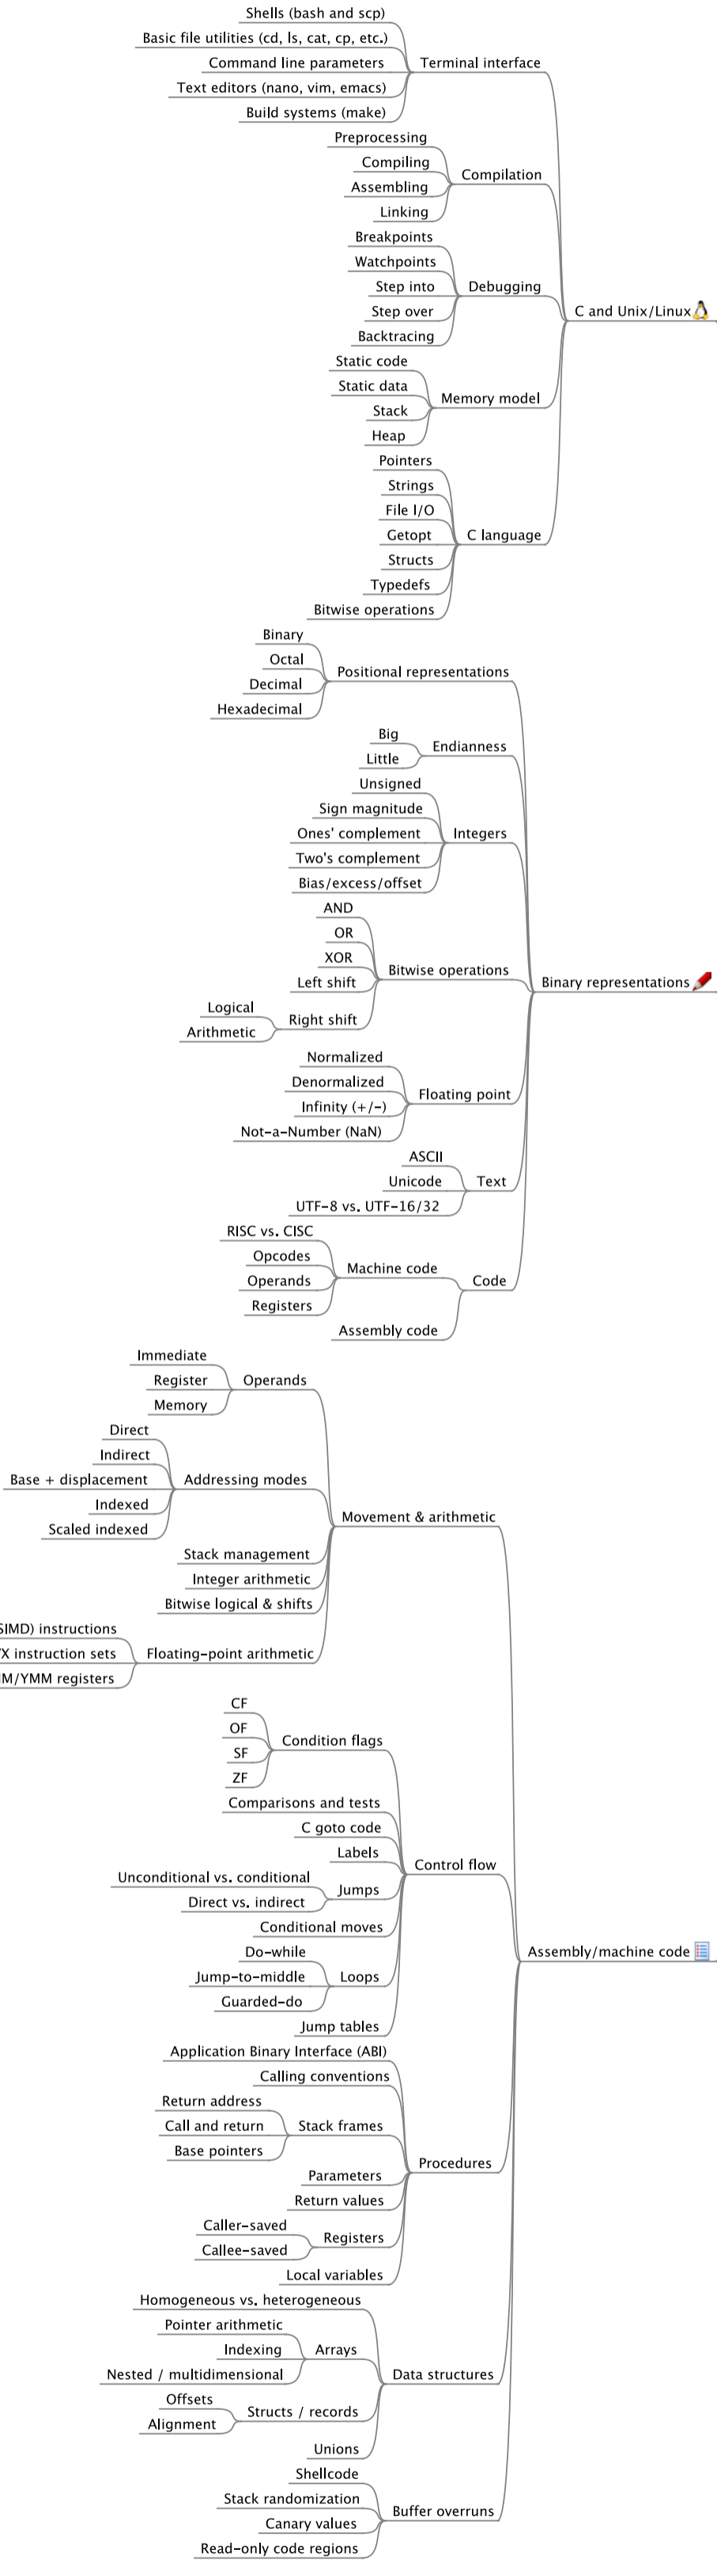 Shells (bash and scp)
Basic file utilities (cd, ls, cat, cp, etc.)
Command line parameters
Text editors (nano, vim, emacs)
Build systems (make)
Terminal interface
Preprocessing
Compiling
Assembling
Linking
Compilation
Breakpoints
Watchpoints
Step into
Step over
Backtracing
Debugging
C and Unix/Linux
Static code
Static data
Stack
Heap
Memory model
Pointers
Strings
File I/O
Getopt
Structs
Typedefs
Bitwise operations
C language
Binary
Octal
Decimal
Hexadecimal
Positional representations
Big
Little
Endianness
Unsigned
Sign magnitude
Ones' complement
Two's complement
Bias/excess/offset
Integers
AND
OR
XOR
Left shift
Logical
Arithmetic
Right shift
Bitwise operations
Binary representations
Normalized
Denormalized
Infinity (+/-)
Not-a-Number (NaN)
Floating point
ASCII
Unicode
UTF-8 vs. UTF-16/32
Text
RISC vs. CISC
Opcodes
Operands
Registers
Machine code
Assembly code
Code
Immediate
Register
Memory
Operands
Direct
Indirect
Base + displacement
Indexed
Scaled indexed
Addressing modes
Movement & arithmetic
Stack management
Integer arithmetic
Bitwise logical & shifts
SIMD) instructions
X instruction sets
M/YMM registers
Floating-point arithmetic
CF
OF
SF
ZF
Condition flags
Comparisons and tests
C goto code
Labels
Unconditional vs. conditional
Direct vs. indirect
Jumps
Control flow
Conditional moves
Do-while
Jump-to-middle
Guarded-do
Loops
Jump tables
Assembly/machine code
Application Binary Interface (ABI)
Calling conventions
Return address
Call and return
Base pointers
Stack frames
Parameters
Return values
Caller-saved
Callee-saved
Registers
Local variables
Procedures
Homogeneous vs. heterogeneous
Pointer arithmetic
Indexing
Nested / multidimensional
Arrays
Offsets
Alignment
Structs / records
Unions
Data structures
Shellcode
Stack randomization
Canary values
Read-only code regions
Buffer overruns